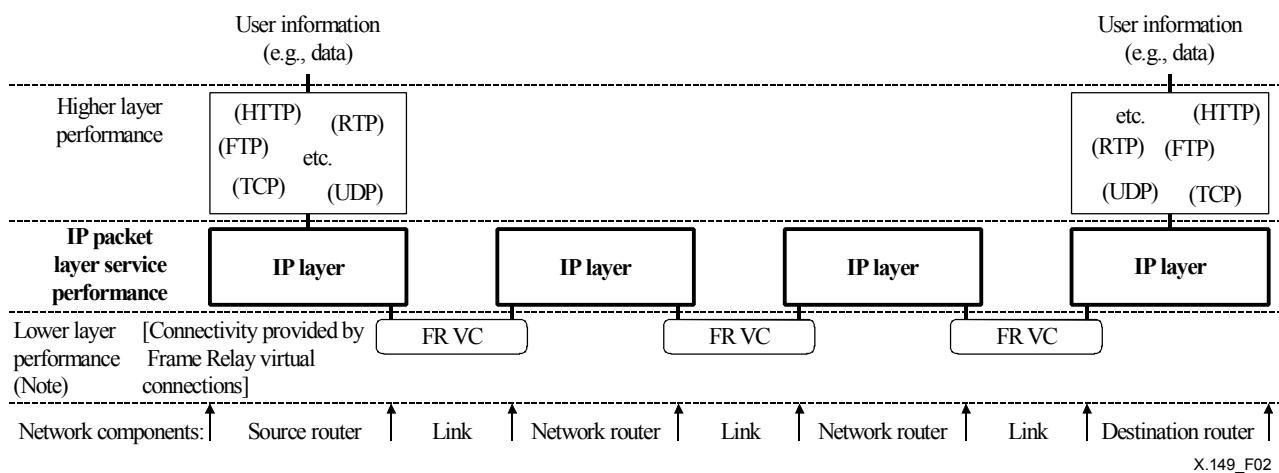 User information
(e.g., data)
User information
(e.g., data)
Higher layer
performance
(HTTP)
(RTP)
(FTP)
etc.
(TCP)
(UDP)
etc.
(HTTP)
(RTP)
(FTP)
(UDP)
(TCP)
IP packet
layer service
performance
IP layer
IP layer
IP layer
IP layer
Lower layer
performance
(Note)
[Connectivity provided by
Frame Relay virtual
connections]
FR VC
FR VC
FR VC
Network components:
Source router
Link
Network router
Link
Network router
Link
Destination router
X.149_F02